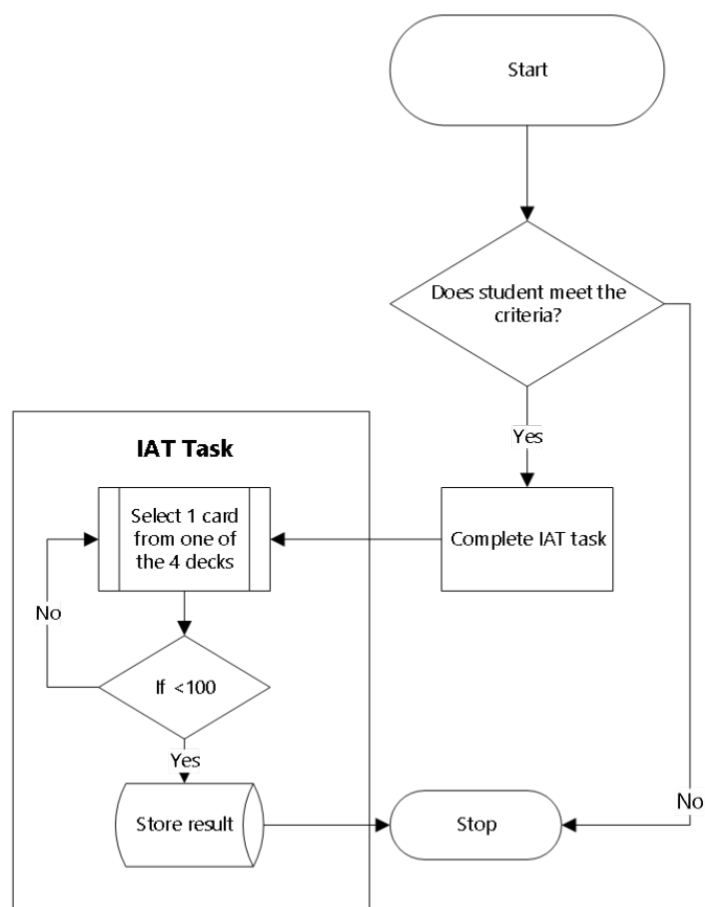 Start
Does student meet the
criteria?
Yes
IAT Task
Select 1 card
from one of
the 4 decks
Complete IAT task
No
If <100
Yes
Store result
Stop
No